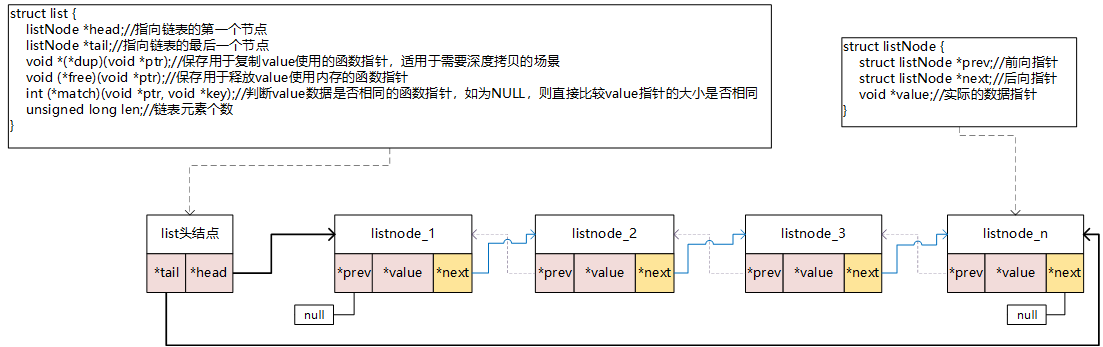 struct list {
listNode *head;//指向链表的第一个节点
listNode *tail;//指向链表的最后一个节点
void *(*dup)(void *ptr);//保存用于复制value使用的函数指针，适用于需要深度拷贝的场景
void (*free)(void *ptr);//保存用于释放value使用内存的函数指针
int (*match)(void *ptr, void *key);//判断value数据是否相同的函数指针，如为NULL，则直接比较value指针的大小是否相同
unsigned long len;//链表元素个数
}
struct listNode {
struct listNode *prev;//前向指针
struct listNode *next;//后向指针
void *value;//实际的数据指针
}
list头结点
*tail *head
listnode_1
*prev *value *next
null
listnode_2
*prev *value *next
listnode_3
*prev *value *next
listnode_n
*prev *value *next
null